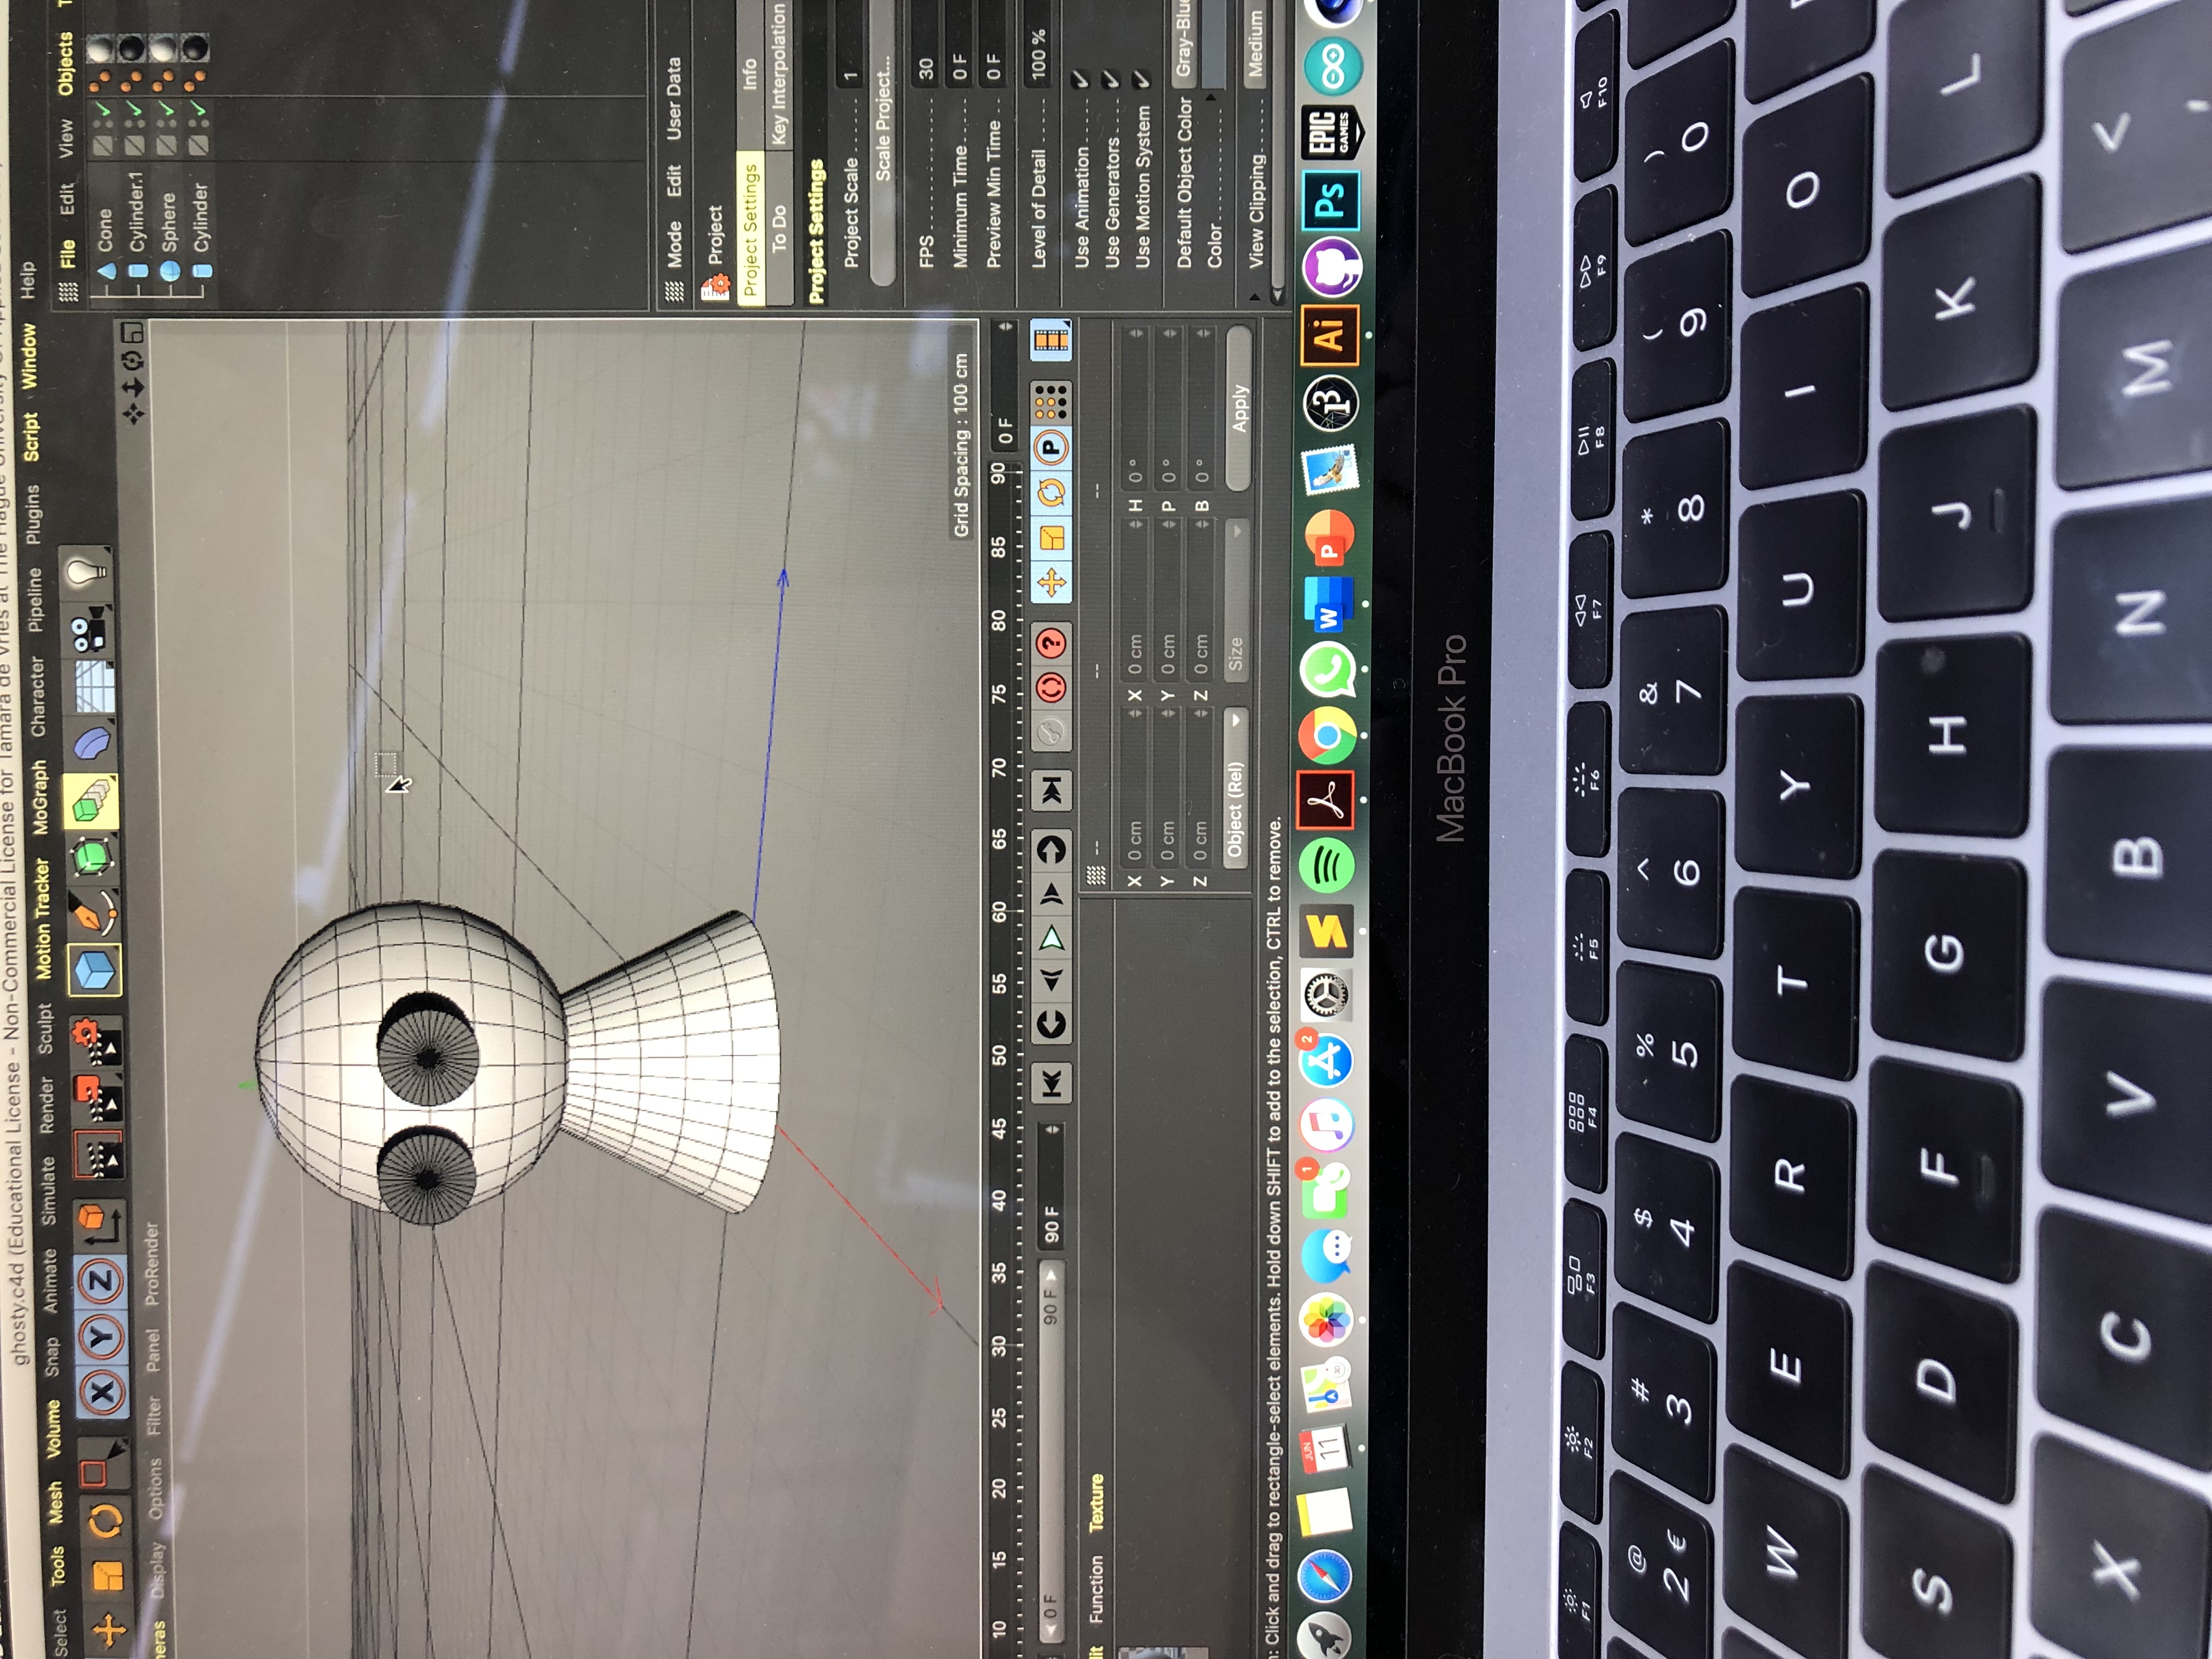 ghosty.c4d (Educational License - Non-Commercial License for Tamara de Vries at The Hague University Of Applied
Select Tools Mesh Volume Snap Animate Simulate Render Sculpt Motion Tracker MoGraph Character Pipeline Plugins Script Window Help
X Y Z
File Edit View Objects
Display Options Filter Panel ProRender
Cone
Cylinder.1
Sphere
Cylinder
Mode Edit User Data
Project
Project Settings Info
To Do Key Interpolation
Project Settings
Project Scale ...... 1
Scale Project...
FPS .............. 30
Minimum Time ..... 0 F
Preview Min Time .. 0 F
Level of Detail ..... 100 %
Use Animation ..... ✔
Use Generators .... ✔
Use Motion System ✔
Default Object Color Gray-Blue
Color ............
View Clipping...... Medium
Grid Spacing : 100 cm
10 15 20 25 30 35 40 45 50 55 60 65 70 75 80 85 90 0 F
0 F 90 F 90 F
? P
Function Texture
-- -- --
X 0 cm X 0 cm H 0 °
Y 0 cm Y 0 cm P 0 °
Z 0 cm Z 0 cm B 0 °
Object (Rel) Size Apply
: Click and drag to rectangle-select elements. Hold down SHIFT to add to the selection, CTRL to remove.
JUN 11 1 2 W P i3 Ai Ps EPIC GAMES
MacBook Pro
F1 F2 F3 F4 F5 F6 F7 F8 F9 F10
@ # $ % ^ & * ( )
2 € 3 4 5 6 7 8 9 0
W E R T Y U I O
S D F G H J K L
X C V B N M <
,